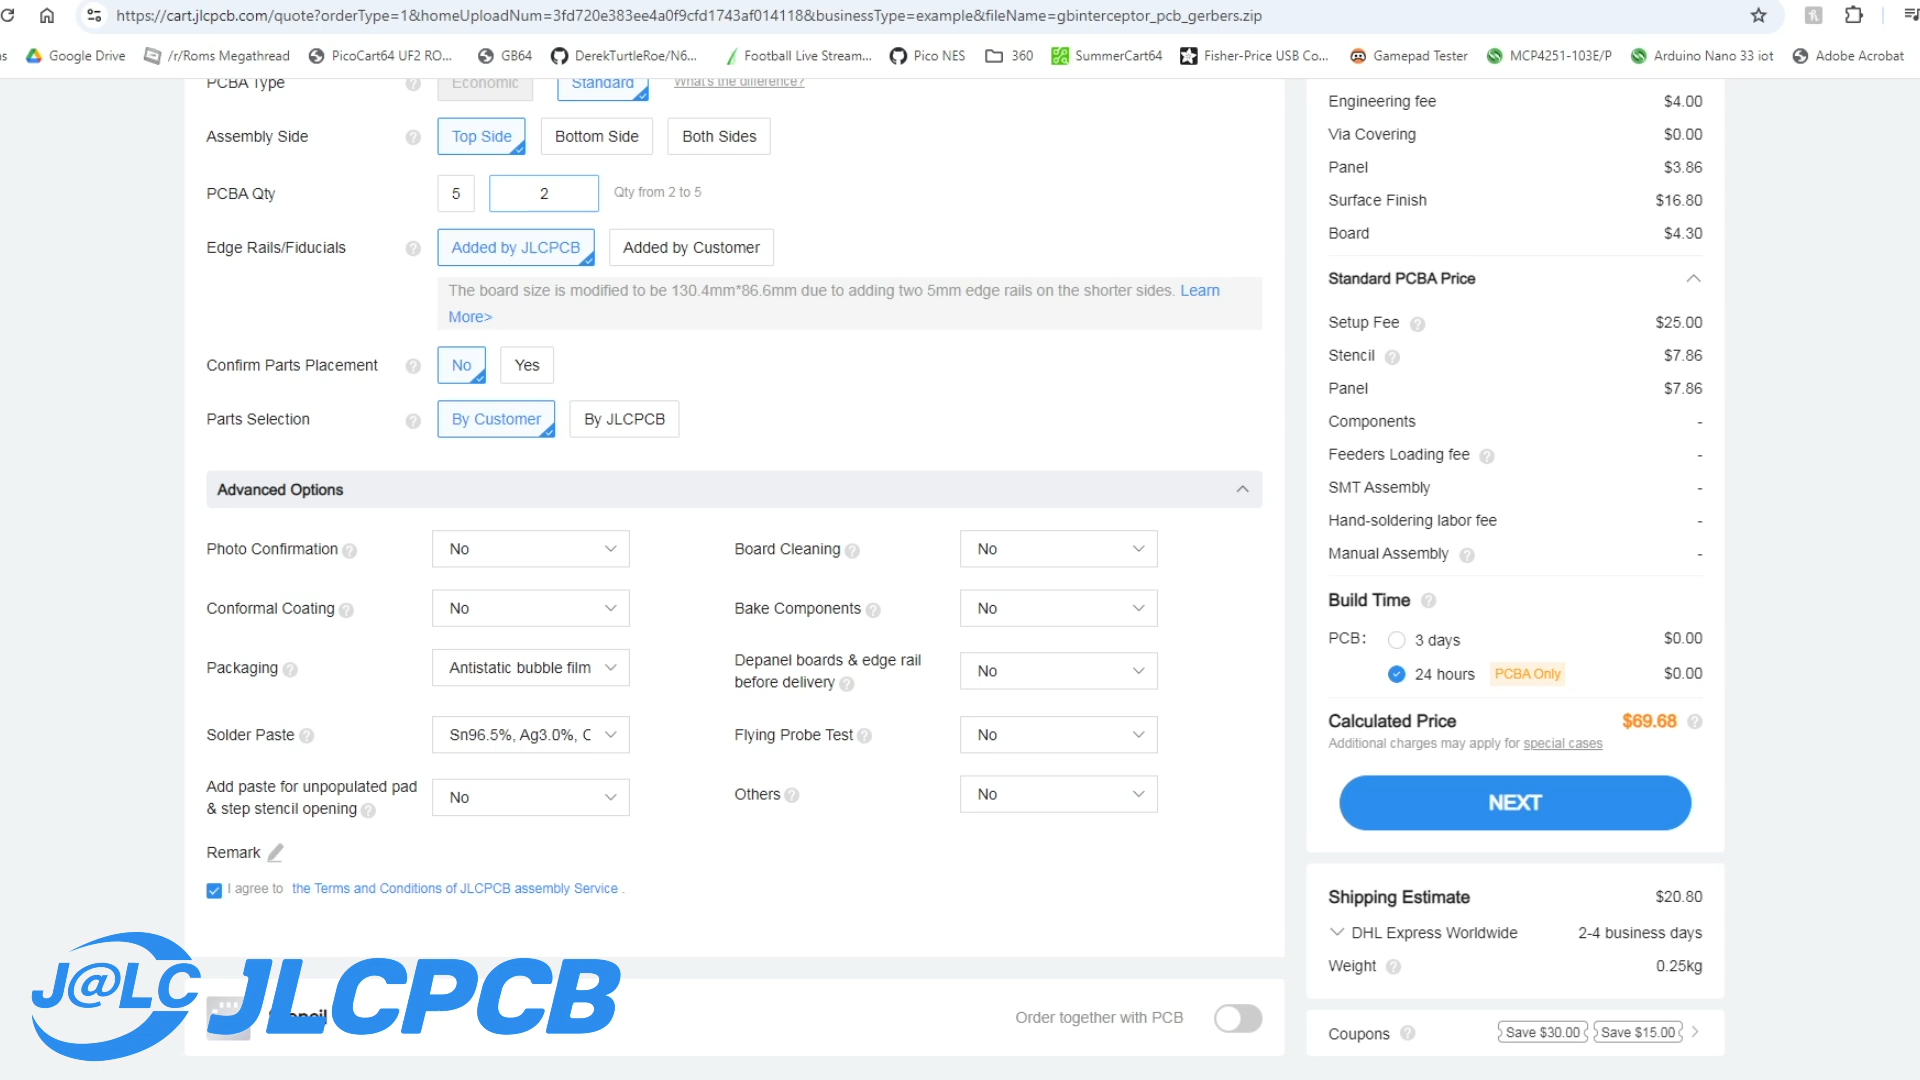 https://cart.jlcpcb.com/quote?orderType=1&homeUploadNum=3fd720e383ee4a0f9cfd1743af014118&businessType=example&fileName=gbinterceptor_pcb_gerbers.zip
Google Drive /r/Roms Megathread PicoCart64 UF2 RO... GB64 DerekTurtleRoe/N6... Football Live Stream... Pico NES 360 SummerCart64 Fisher-Price USB Co... Gamepad Tester MCP4251-103E/P Arduino Nano 33 iot Adobe Acrobat
PCBA Type Economic Standard What's the difference?
Assembly Side Top Side Bottom Side Both Sides
PCBA Qty 5 2 Qty from 2 to 5
Edge Rails/Fiducials Added by JLCPCB Added by Customer
The board size is modified to be 130.4mm*86.6mm due to adding two 5mm edge rails on the shorter sides. Learn
More>
Confirm Parts Placement No Yes
Parts Selection By Customer By JLCPCB
Advanced Options
Photo Confirmation No Board Cleaning No
Conformal Coating No Bake Components No
Packaging Antistatic bubble film Depanel boards & edge rail
before delivery No
Solder Paste Sn96.5%, Ag3.0%, C Flying Probe Test No
Add paste for unpopulated pad
& step stencil opening No Others No
Remark
I agree to the Terms and Conditions of JLCPCB assembly Service .
J@LC JLCPCB
Order together with PCB
Engineering fee $4.00
Via Covering $0.00
Panel $3.86
Surface Finish $16.80
Board $4.30
Standard PCBA Price
Setup Fee $25.00
Stencil $7.86
Panel $7.86
Components -
Feeders Loading fee -
SMT Assembly -
Hand-soldering labor fee -
Manual Assembly -
Build Time
PCB: 3 days $0.00
24 hours PCBA Only $0.00
Calculated Price $69.68
Additional charges may apply for special cases
NEXT
Shipping Estimate $20.80
DHL Express Worldwide 2-4 business days
Weight 0.25kg
Coupons Save $30.00 Save $15.00